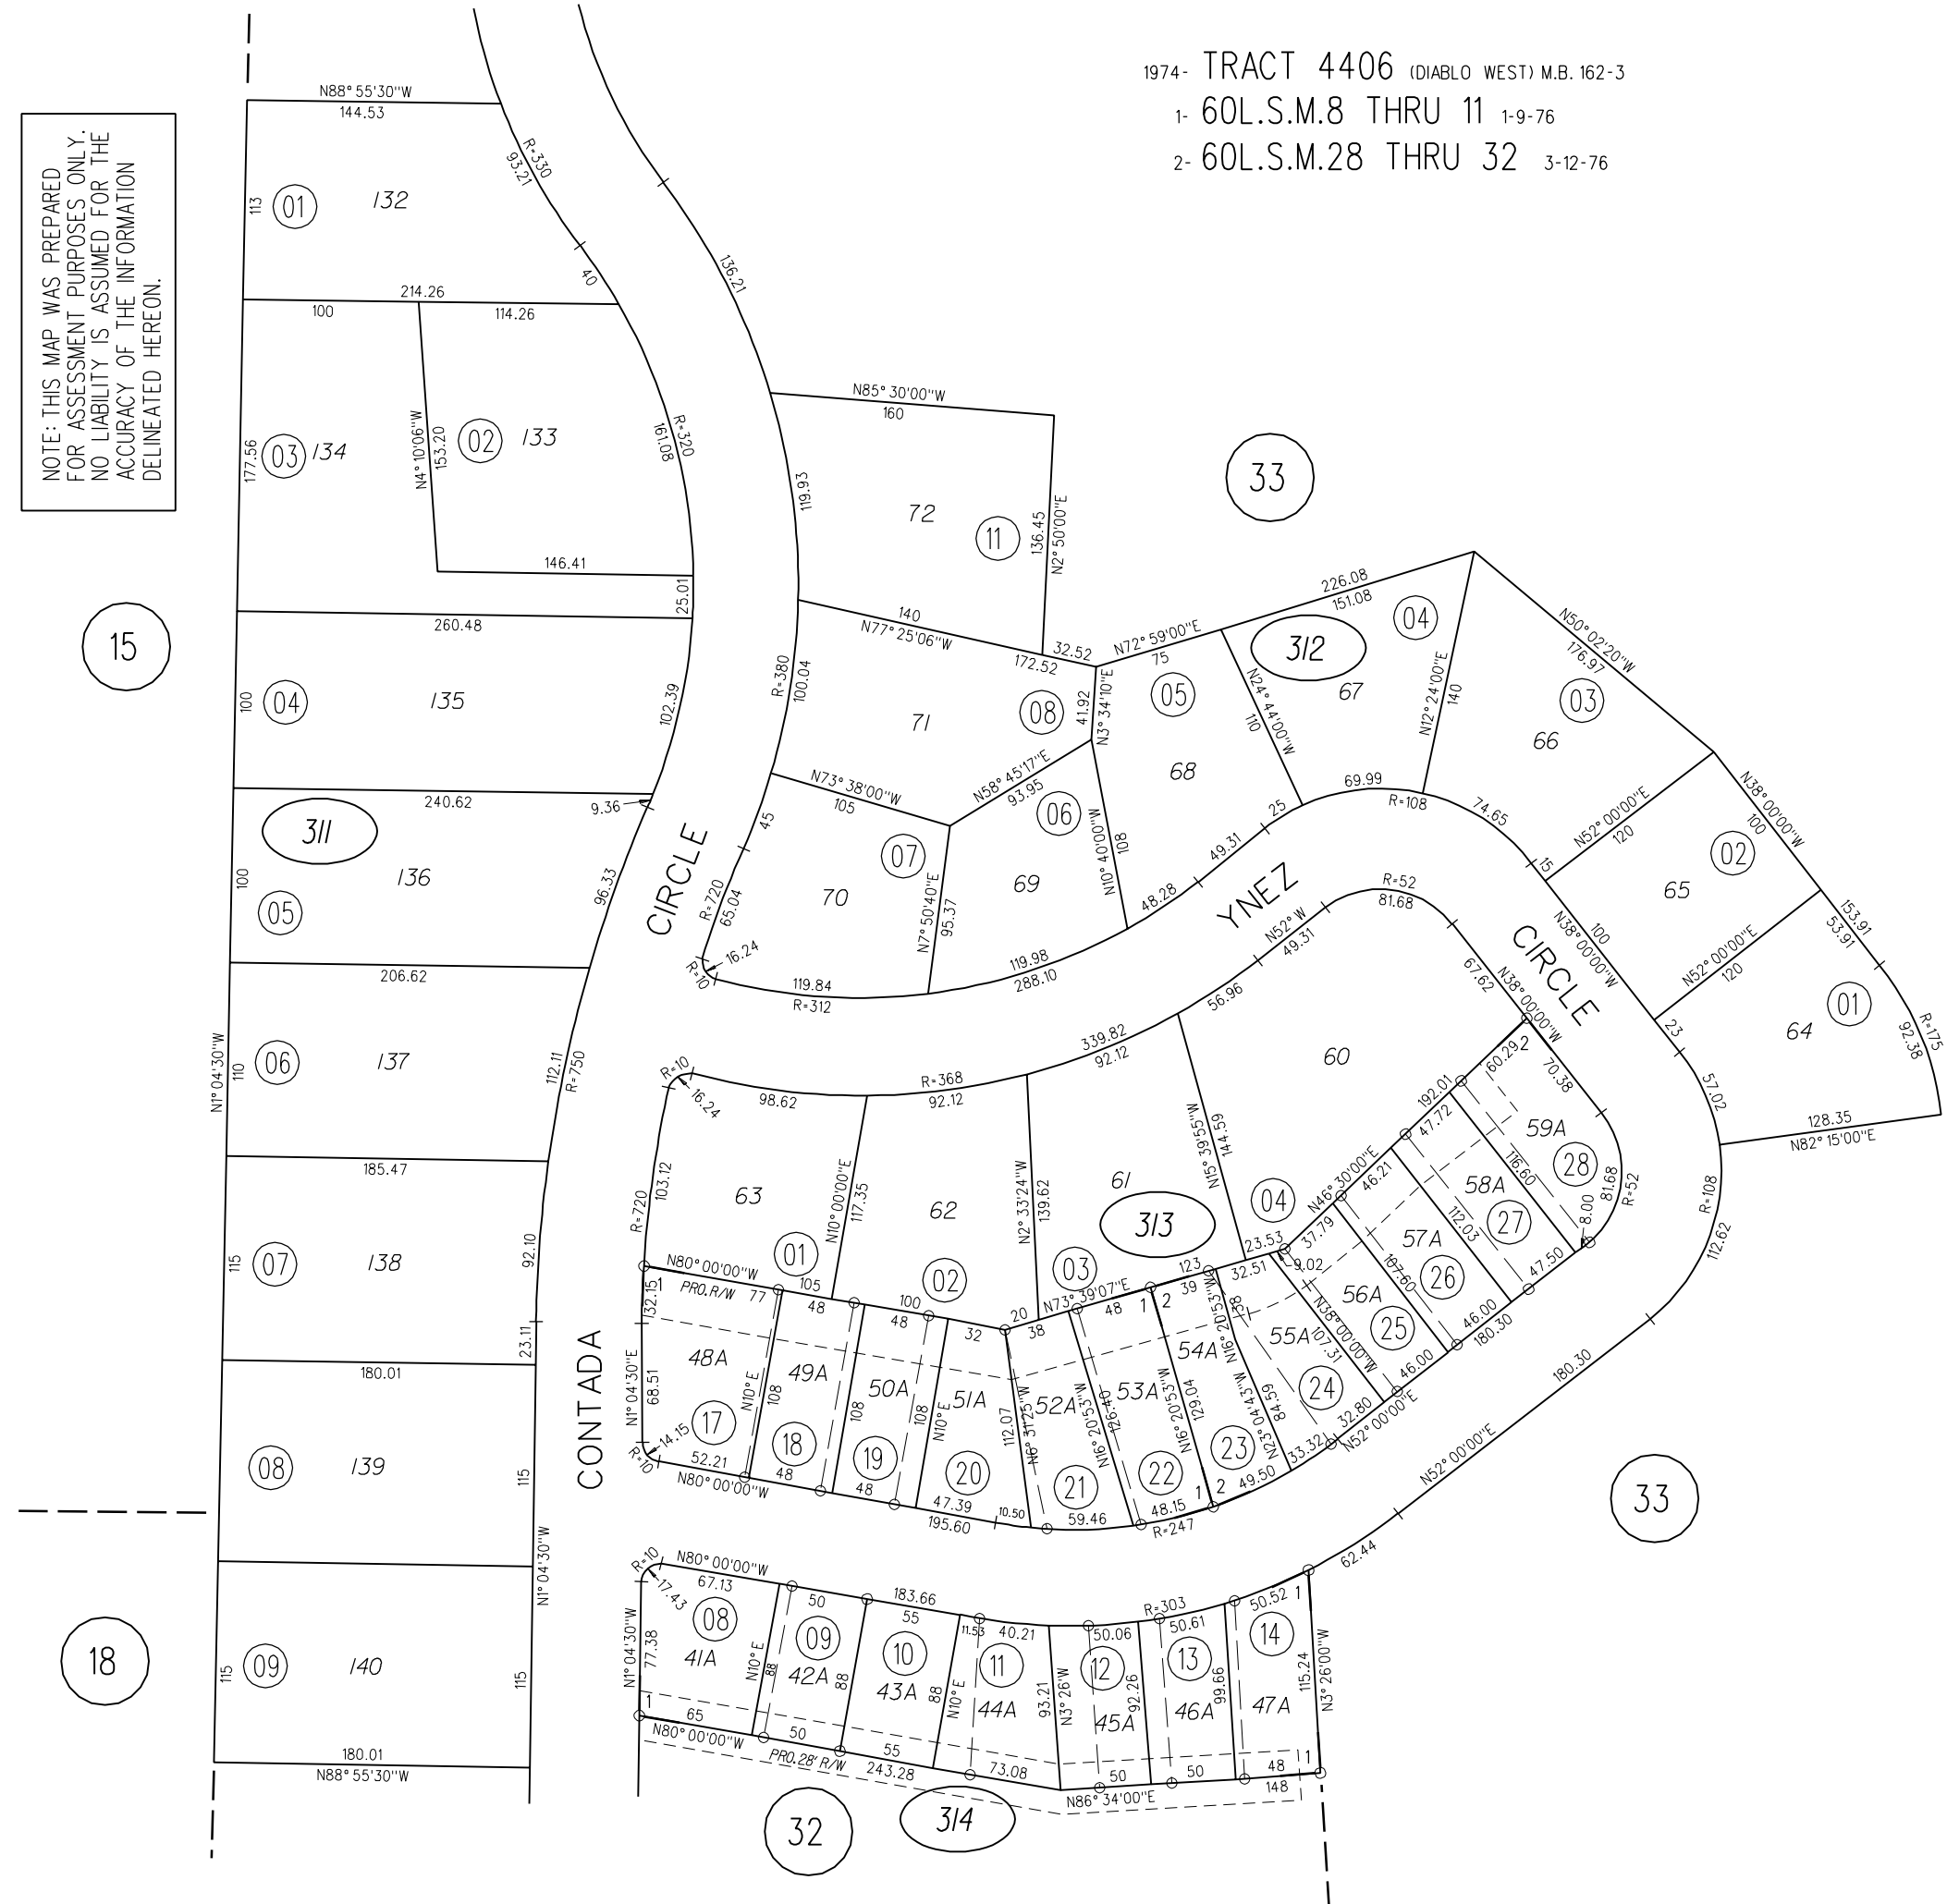 1974- TRACT 4406 (DIABLO WEST) M.B. 162-3
1- 60L.S.M.8 THRU 11 1-9-76
2- 60L.S.M.28 THRU 32 3-12-76
NOTE: THIS MAP WAS PREPARED
FOR ASSESSMENT PURPOSES ONLY.
NO LIABILITY IS ASSUMED FOR THE
ACCURACY OF THE INFORMATION
DELINEATED HEREON.
N88°55'30"W
144.53
R=330
93.21
113
01
132
40
136.21
214.26
100
114.26
177.56
03
134
N4°10'06"W
153.20
02
133
R=320
161.08
146.41
25.01
260.48
15
100
04
135
102.39
240.62
9.36
311
100
136
05
96.33
206.62
N1°04'30"W
110
06
137
112.11
R=750
185.47
115
07
138
92.10
23.11
180.01
08
139
115
N1°04'30"W
18
115
09
140
115
180.01
N88°55'30"W
N85°30'00"W
160
119.93
72
11
136.45
N2°50'00"E
33
140
N77°25'06"W
32.52
172.52
R=380
100.04
71
08
41.92
N3°34'10"E
N72°59'00"E
75
226.08
151.08
04
312
05
N24°44'00"W
110
67
N12°24'00"E
140
N50°02'20"W
176.97
03
66
68
N73°38'00"W
105
N58°45'17"E
93.95
06
N10°40'00"W
108
45
07
70
69
N7°50'40"E
95.37
R=720
65.04
CIRCLE
16.24
R=10
119.84
R=312
119.98
288.10
48.28
49.31
25
69.99
R=108
74.65
15
N52°00'00"E
120
N38°00'00"W
100
02
65
YNEZ
CIRCLE
R=52
81.68
N52°W
49.31
56.96
67.62
N38°00'00"W
N38°00'00"W
100
N52°00'00"E
120
153.91
53.91
23
01
64
R=175
92.38
57.02
128.35
N82°15'00"E
R=108
112.62
R=10
16.24
98.62
R=368
92.12
339.82
92.12
60
R=720
103.12
63
N10°00'00"E
117.35
62
N2°33'24"W
139.62
61
N15°39'55"W
144.59
313
04
01
02
03
N80°00'00"W
105
PRO.R/W
77
48
100
48
32
20
38
N73°39'07"E
48
123
39
32.51
23.53
9.02
37.79
N46°30'00"E
46.21
47.72
192.01
60.29
2
70.38
59A
28
81.68
R=52
8.00
116.60
58A
27
112.03
57A
26
107.60
56A
25
N38°00'00"W
107.31
55A
24
N16°20'53"W
38
54A
23
N23°04'43"W
84.59
N16°20'53"W
129.04
53A
22
N16°20'53"W
126.40
52A
21
N6°31'25"W
112.07
51A
20
N10°E
108
50A
19
108
49A
18
108
N10°E
48A
17
1
32.15
N1°04'30"E
68.51
14.15
R=10
52.21
N80°00'00"W
48
48
47.39
195.60
10.50
59.46
48.15
R=247
1
2
1
2
49.50
33.32
32.80
N52°00'00"E
46.00
180.30
46.00
47.50
180.30
N52°00'00"E
62.44
33
CONTADA
R=10
17.43
N80°00'00"W
67.13
50
183.66
55
11.53
40.21
R=303
50.06
50.61
50.52
1
08
09
10
11
12
13
14
N1°04'30"W
77.38
41A
N10°E
88
42A
88
43A
88
N10°E
44A
93.21
N3°26'W
45A
92.26
46A
99.66
47A
115.24
N3°26'00"W
1
65
N80°00'00"W
50
PRO.28' R/W
55
243.28
73.08
50
N86°34'00"E
50
48
148
1
32
314